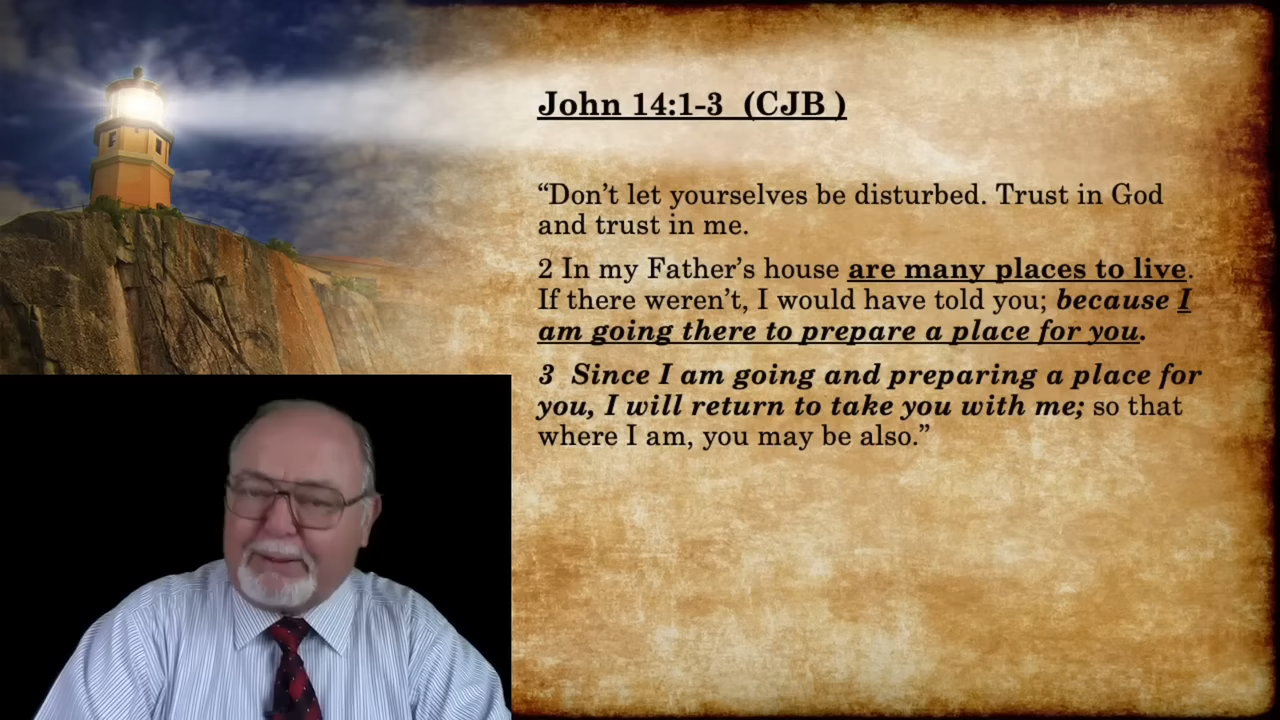 John 14:1-3  (CJB )
“Don’t let yourselves be disturbed. Trust in God
and trust in me.
2 In my Father’s house are many places to live.
If there weren’t, I would have told you; because I
am going there to prepare a place for you.
3  Since I am going and preparing a place for
you, I will return to take you with me; so that
where I am, you may be also.”